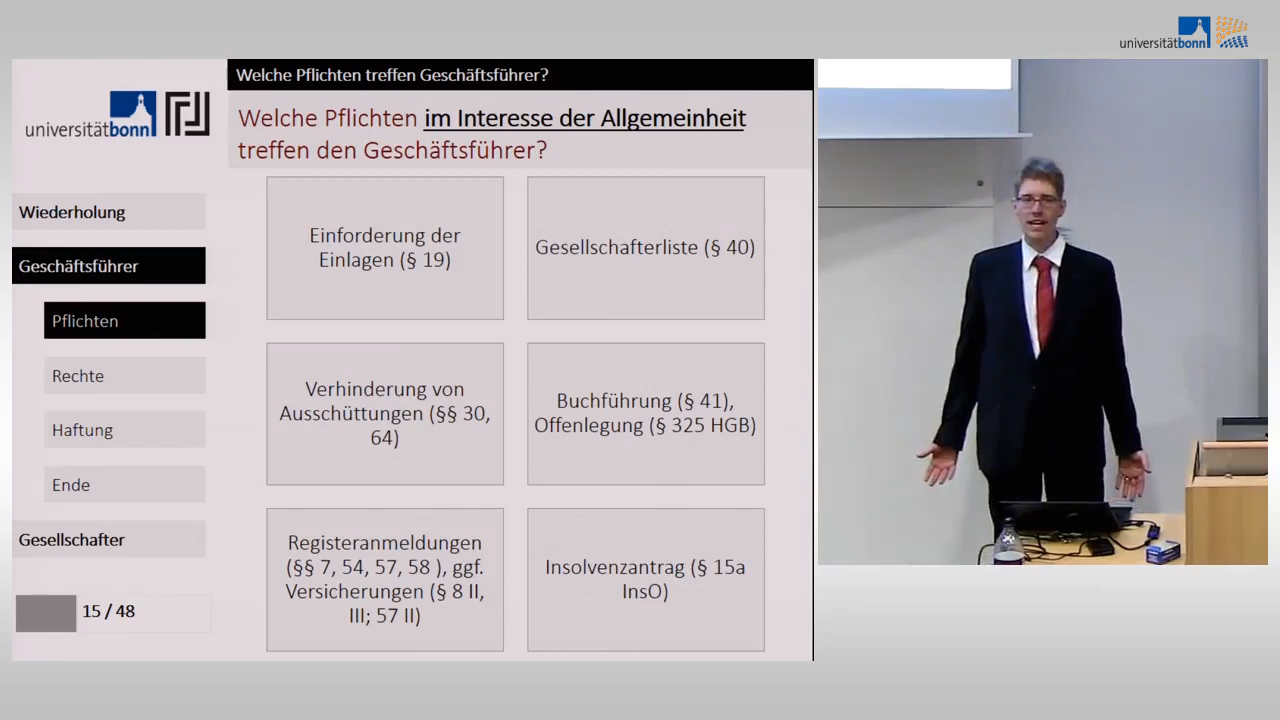 universitätbonn
Welche Pflichten treffen Geschäftsführer?
universitätbonn
Welche Pflichten im Interesse der Allgemeinheit
treffen den Geschäftsführer?
Wiederholung
Geschäftsführer
Pflichten
Rechte
Haftung
Ende
Gesellschafter
15 / 48
Einforderung der
Einlagen (§ 19)
Gesellschafterliste (§ 40)
Verhinderung von
Ausschüttungen (§§ 30,
64)
Buchführung (§ 41),
Offenlegung (§ 325 HGB)
Registeranmeldungen
(§§ 7, 54, 57, 58 ), ggf.
Versicherungen (§ 8 II,
III; 57 II)
Insolvenzantrag (§ 15a
InsO)